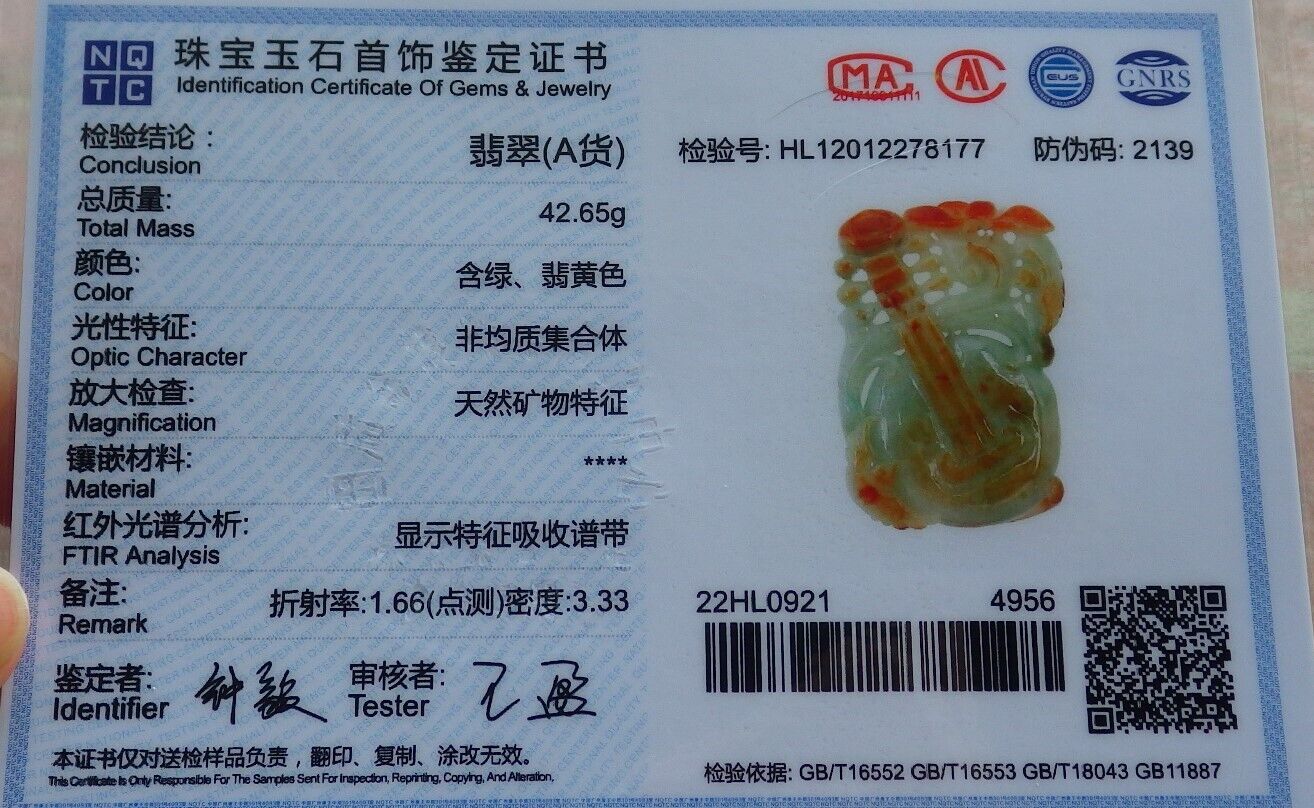 NQ
TC
珠宝玉石首饰鉴定证书
Identification Certificate Of Gems & Jewelry
检验结论：
Conclusion
翡翠(A货)
总质量:
Total Mass
42.65g
颜色:
Color
含绿、翡黄色
光性特征:
Optic Character
非均质集合体
放大检查:
Magnification
天然矿物特征
镶嵌材料:
Material
****
红外光谱分析:
FTIR Analysis
显示特征吸收谱带
备注:
Remark
折射率:1.66(点测)密度:3.33
鉴定者:
Identifier
审核者:
Tester
本证书仅对送检样品负责，翻印、复制、涂改无效。
This Certificate Is Only Responsible For The Samples Sent For Inspection, Reprinting, Copying, And Alteration.
MA
GNRS
检验号: HL12012278177
防伪码: 2139
22HL0921
4956
检验依据: GB/T16552 GB/T16553 GB/T18043 GB11887